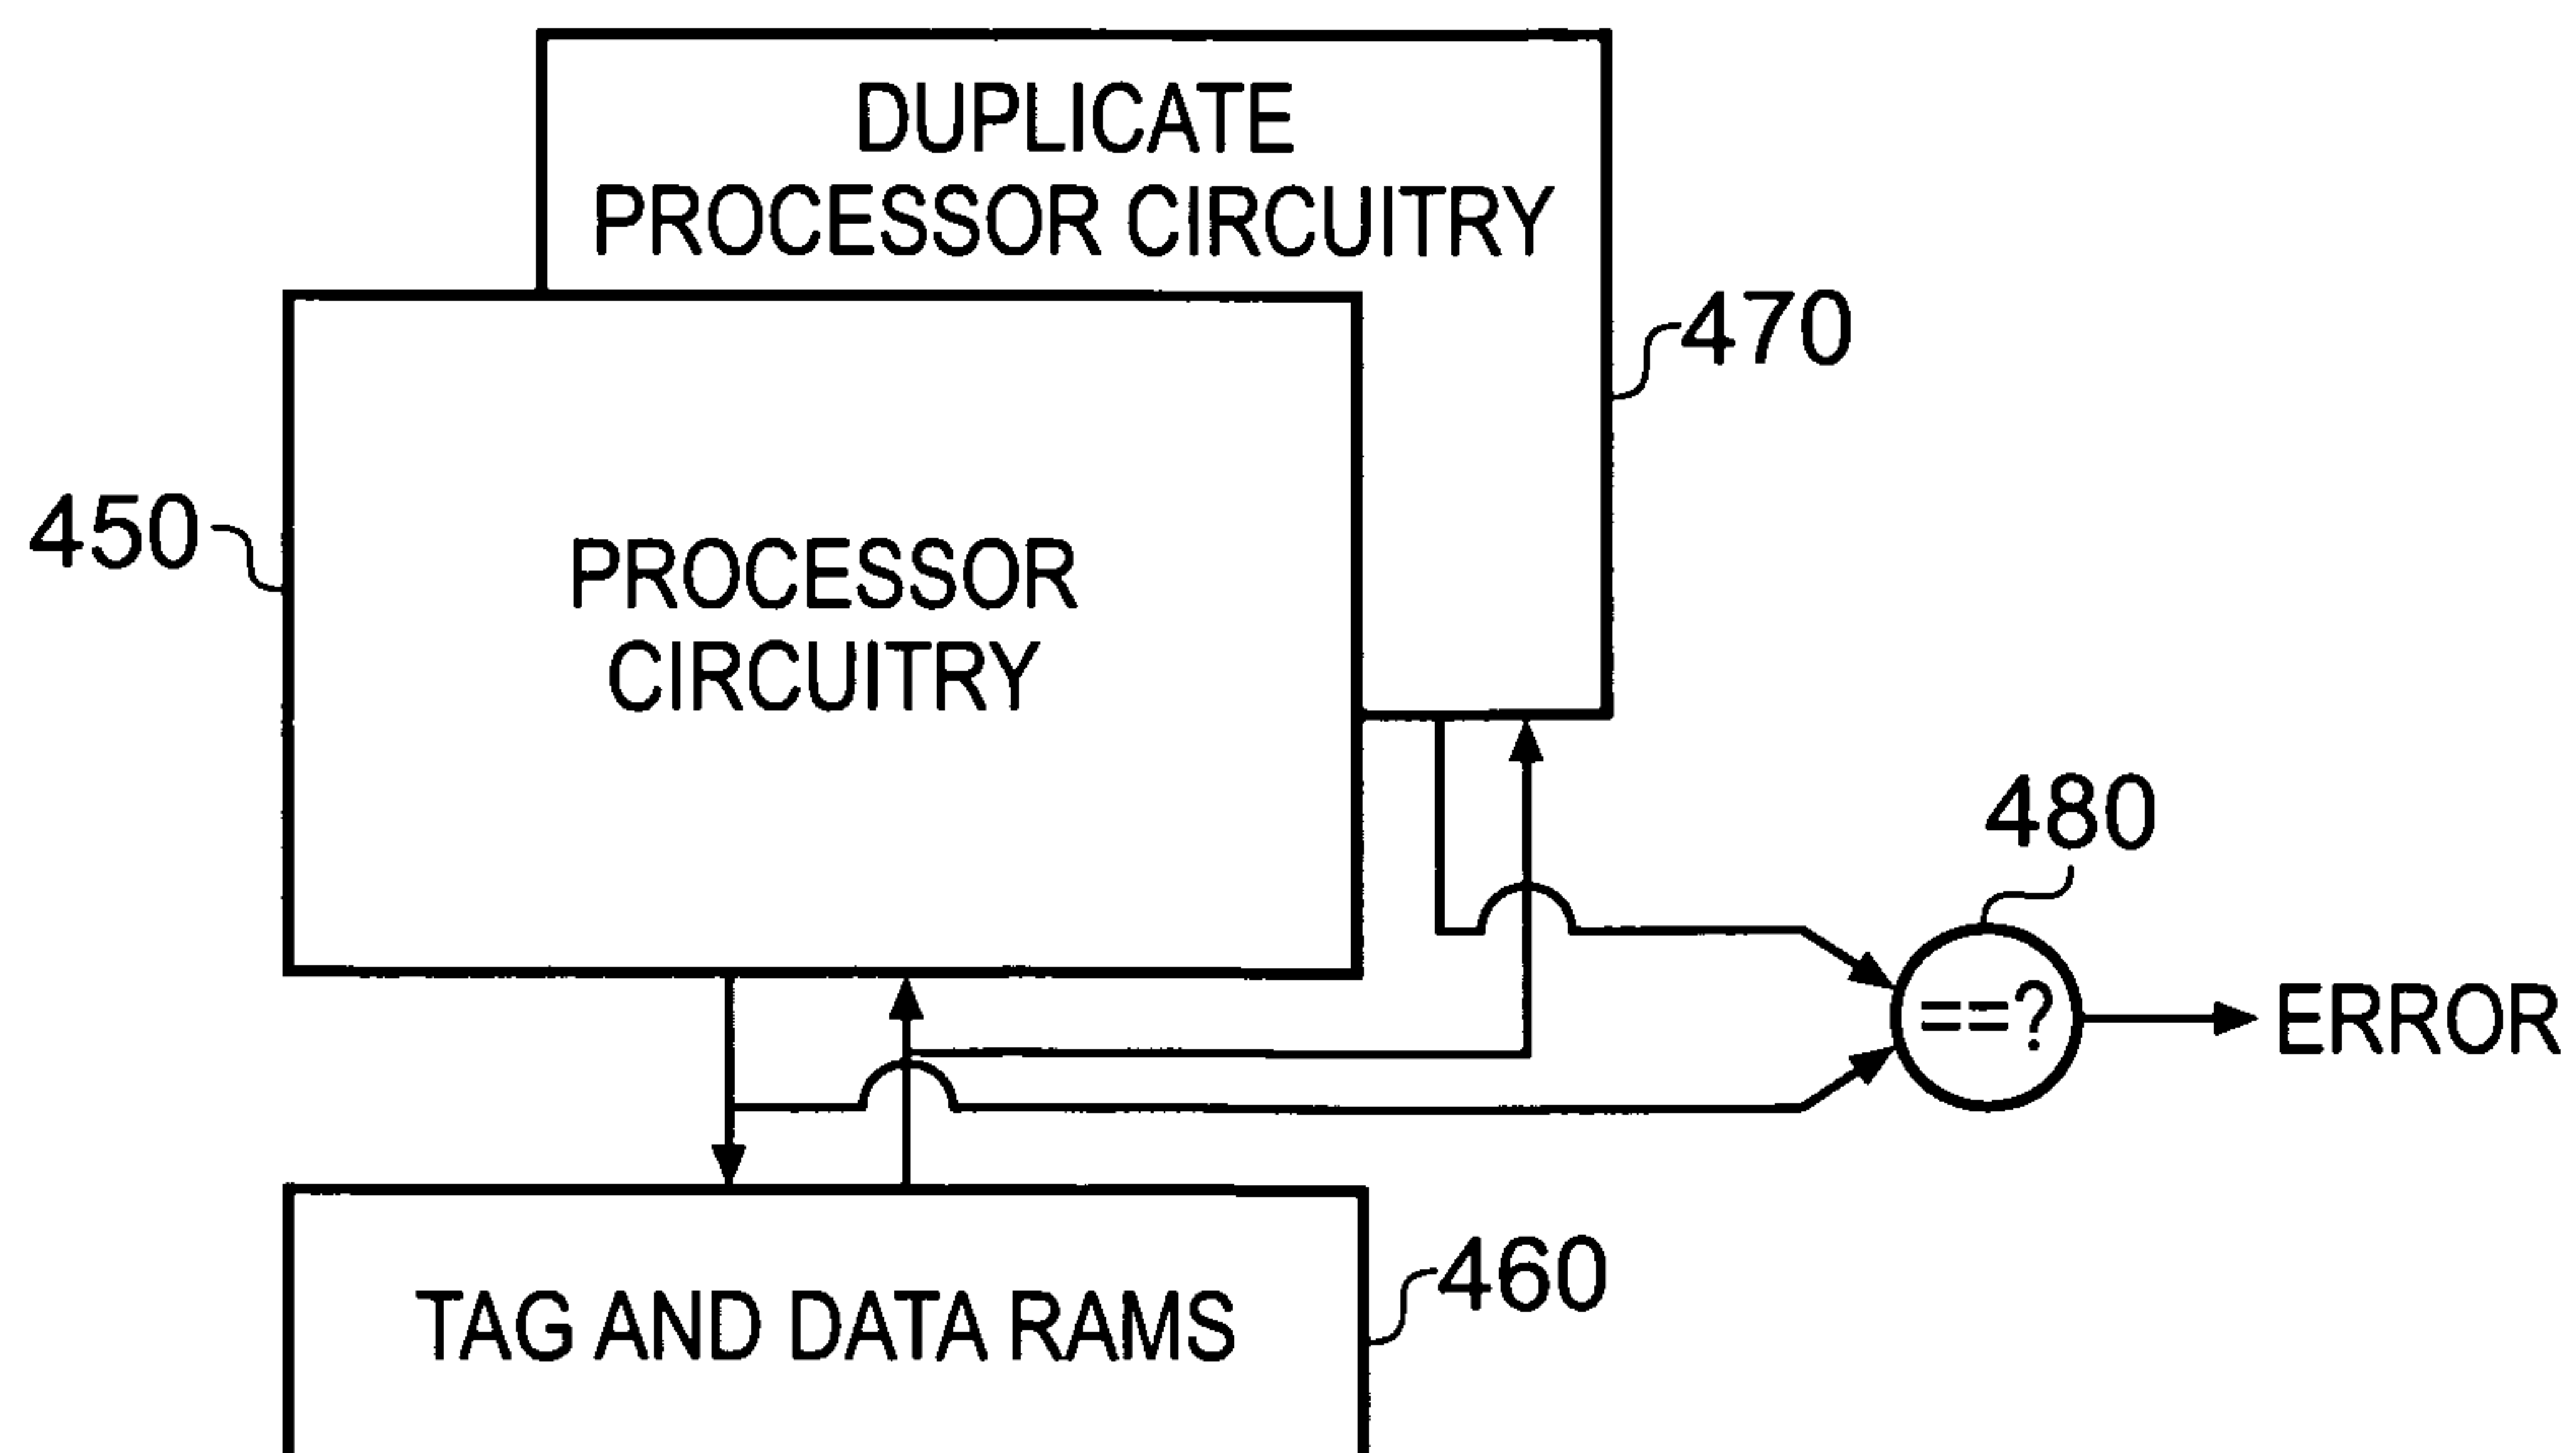 DUPLICATE
PROCESSOR CIRCUITRY
470
450
PROCESSOR
CIRCUITRY
480
==?
ERROR
460
TAG AND DATA RAMS